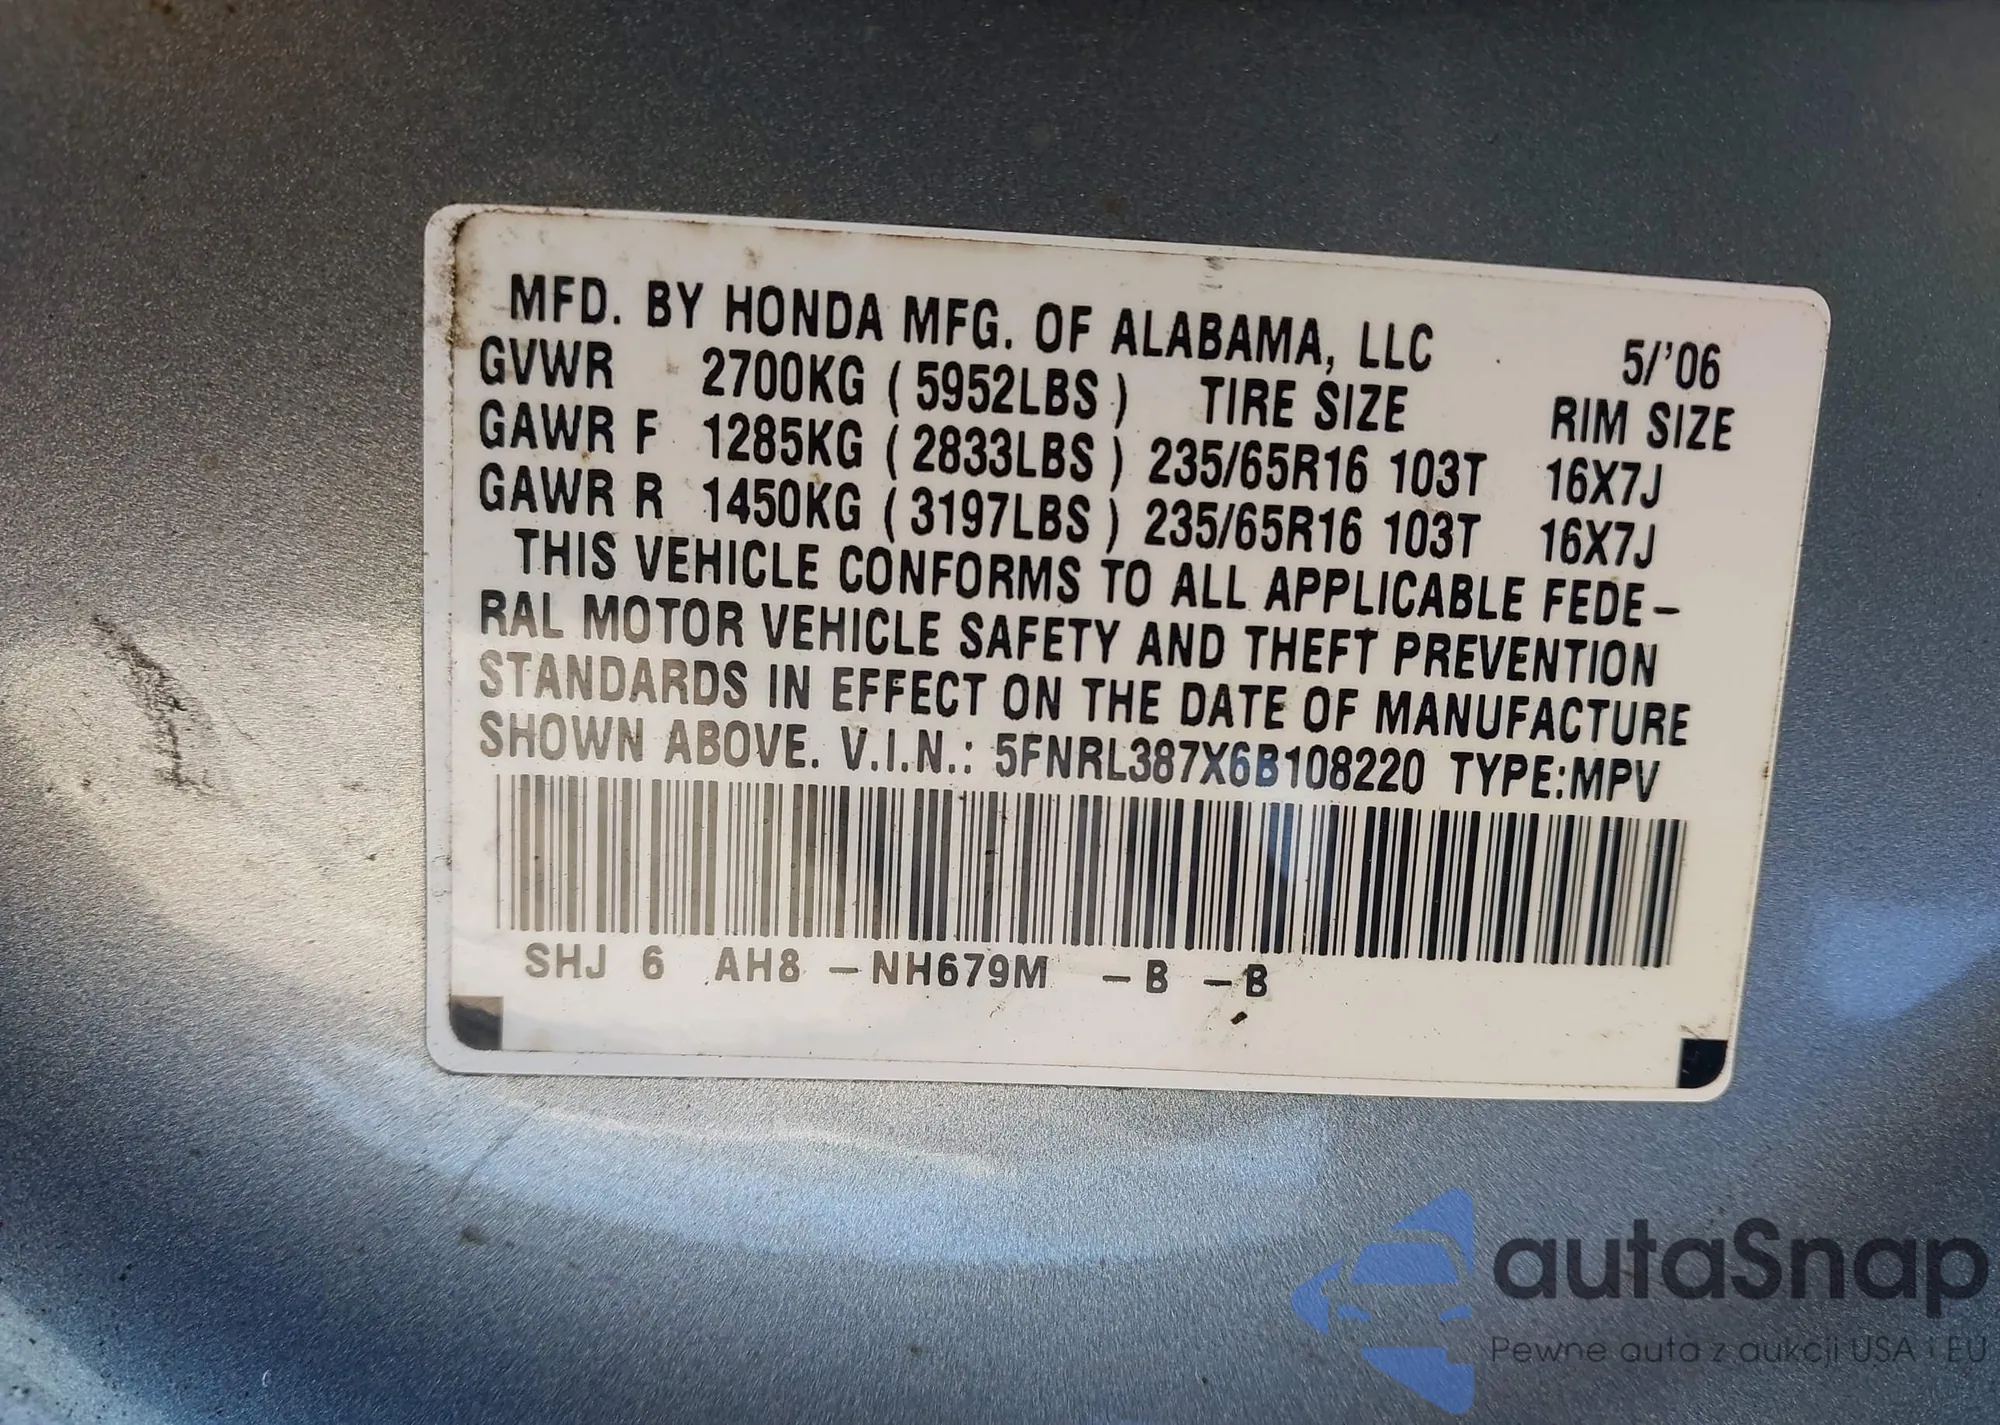 MFD. BY HONDA MFG. OF ALABAMA, LLC 5/'06
GVWR 2700KG ( 5952LBS ) TIRE SIZE RIM SIZE
GAWR F 1285KG ( 2833LBS ) 235/65R16 103T 16X7J
GAWR R 1450KG ( 3197LBS ) 235/65R16 103T 16X7J
THIS VEHICLE CONFORMS TO ALL APPLICABLE FEDE-
RAL MOTOR VEHICLE SAFETY AND THEFT PREVENTION
STANDARDS IN EFFECT ON THE DATE OF MANUFACTURE
SHOWN ABOVE. V.I.N.: 5FNRL387X6B108220 TYPE:MPV
SHJ 6 AH8 -NH679M -B -B
autaSnap
Pewne auta z aukcji USA i EU